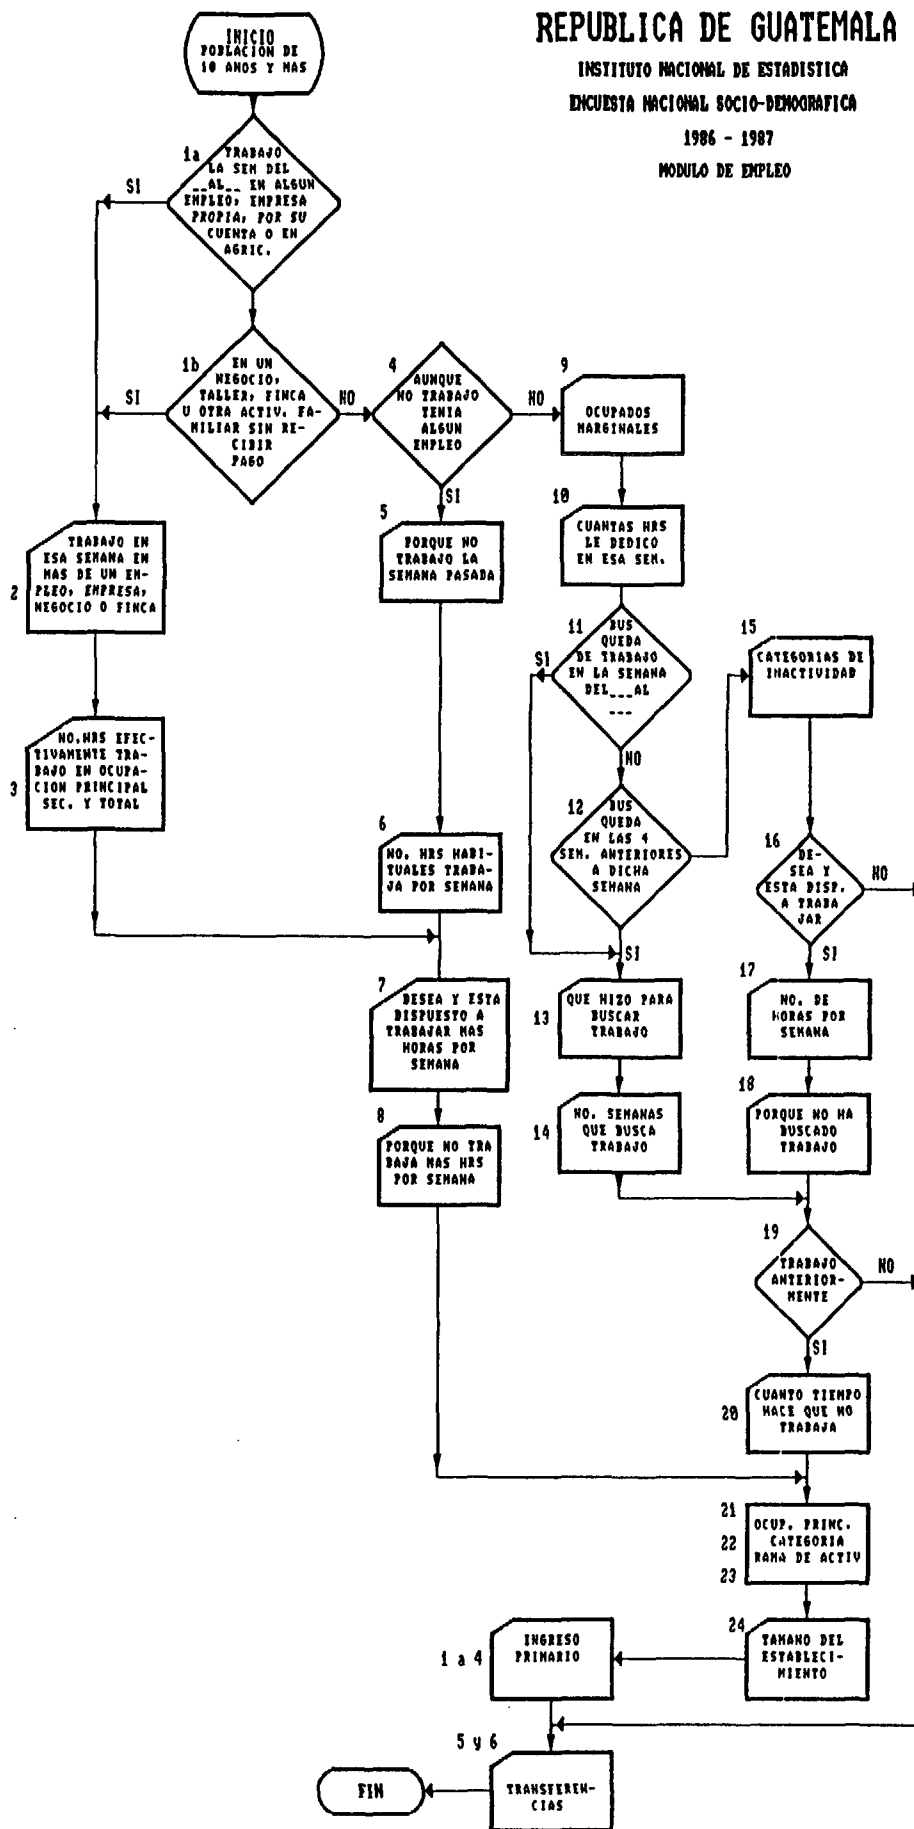 REPUBLICA DE GUATEMALA
INSTITUTO NACIONAL DE ESTADISTICA
ENCUESTA NACIONAL SOCIO-DEMOGRAFICA
1986 - 1987
MODULO DE EMPLEO
INICIO
POBLACION DE
10 ANOS Y MAS
1a
TRABAJO
LA SEM DEL
__AL__ EN ALGUN
EMPLEO, EMPRESA
PROPIA, POR SU
CUENTA O EN
AGRIC.
SI
1b
EN UN
NEGOCIO,
TALLER, FINCA
U OTRA ACTIV. FA-
MILIAR SIN RE-
CIBIR
PAGO
SI
NO
4
AUNQUE
NO TRABAJO
TENIA
ALGUN
EMPLEO
NO
SI
9
OCUPADOS
MARGINALES
10
CUANTAS HRS
LE DEDICO
EN ESA SEM.
5
PORQUE NO
TRABAJO LA
SEMANA PASADA
2
TRABAJO EN
ESA SEMANA EN
MAS DE UN EM-
PLEO, EMPRESA,
NEGOCIO O FINCA
3
NO.HRS EFEC-
TIVAMENTE TRA-
BAJO EN OCUPA-
CION PRINCIPAL
SEC. Y TOTAL
11
BUS
QUEDA
DE TRABAJO
EN LA SEMANA
DEL___AL
---
SI
NO
12
BUS
QUEDA
EN LAS 4
SEM. ANTERIORES
A DICHA
SEMANA
SI
15
CATEGORIAS DE
INACTIVIDAD
16
DE-
SEA Y
ESTA DISP.
A TRABA
JAR
NO
SI
6
NO. HRS HABI-
TUALES TRABA-
JA POR SEMANA
7
DESEA Y ESTA
DISPUESTO A
TRABAJAR MAS
HORAS POR
SEMANA
8
PORQUE NO TRA
BAJA MAS HRS
POR SEMANA
13
QUE HIZO PARA
BUSCAR
TRABAJO
14
NO. SEMANAS
QUE BUSCA
TRABAJO
17
NO. DE
HORAS POR
SEMANA
18
PORQUE NO HA
BUSCADO
TRABAJO
19
TRABAJO
ANTERIOR-
MENTE
NO
SI
20
CUANTO TIEMPO
HACE QUE NO
TRABAJA
21
22
23
OCUP. PRINC.
CATEGORIA
RAMA DE ACTIV
24
TAMANO DEL
ESTABLECI-
MIENTO
1 a 4
INGRESO
PRIMARIO
5 y 6
TRANSFEREN-
CIAS
FIN